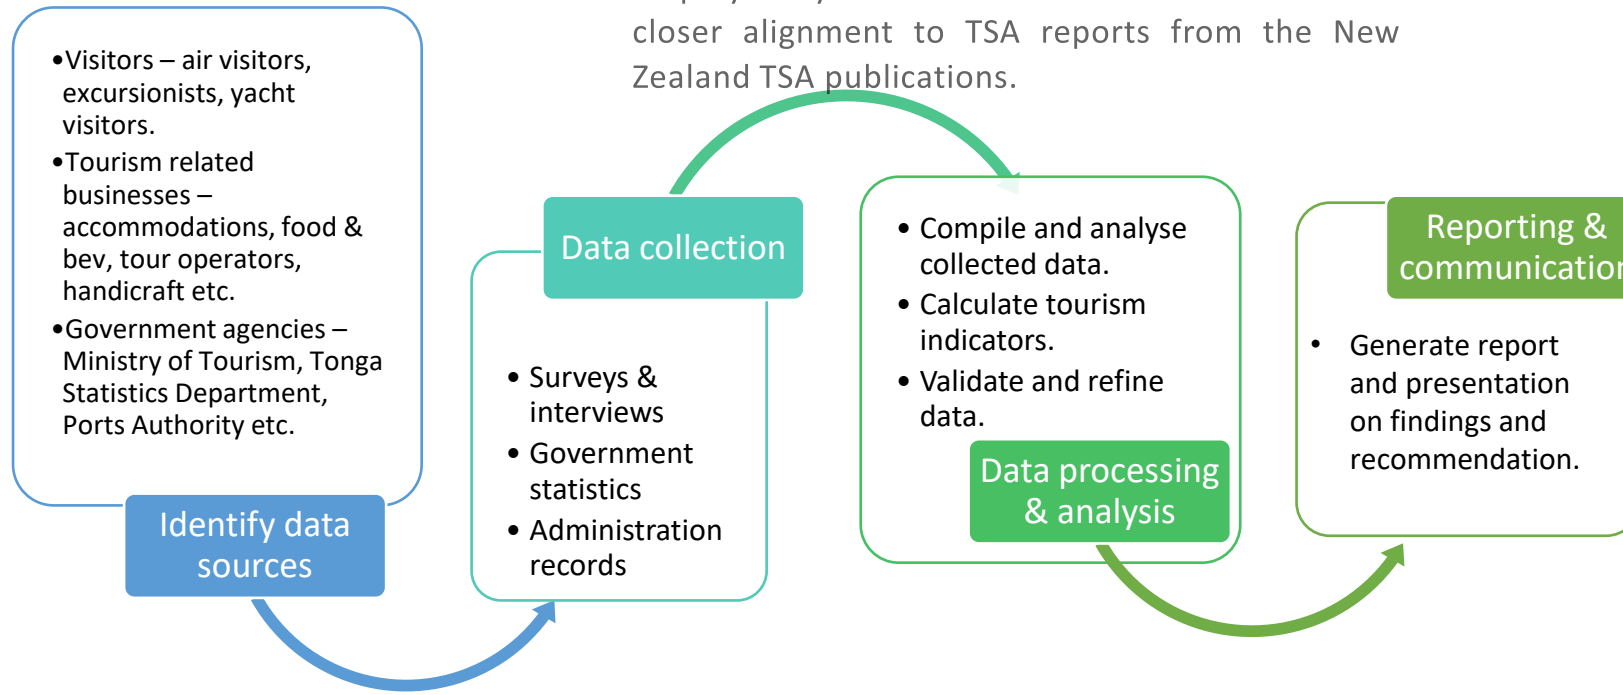 closer alignment to TSA reports from the New
Zealand TSA publications.
•Visitors – air visitors,
excursionists, yacht
visitors.
•Tourism related
businesses –
accommodations, food &
bev, tour operators,
handicraft etc.
•Government agencies –
Ministry of Tourism, Tonga
Statistics Department,
Ports Authority etc.
Identify data
sources
Data collection
• Surveys &
interviews
• Government
statistics
• Administration
records
• Compile and analyse
collected data.
• Calculate tourism
indicators.
• Validate and refine
data.
Data processing
& analysis
Reporting &
communication
• Generate report
and presentation
on findings and
recommendation.